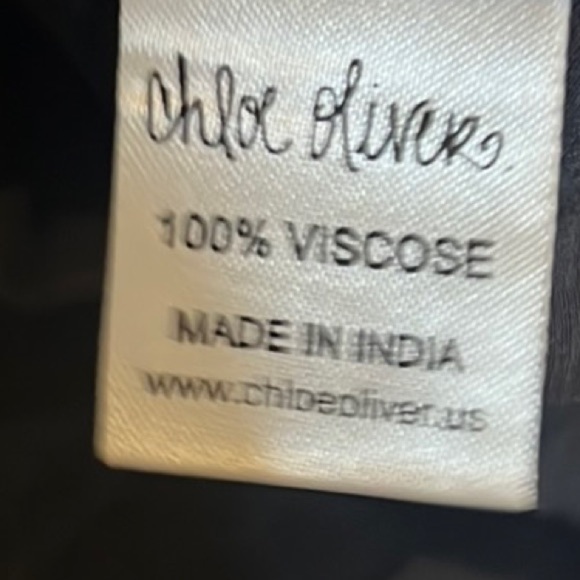 chloe oliver
100% VISCOSE
MADE IN INDIA
www.chloeoliver.us